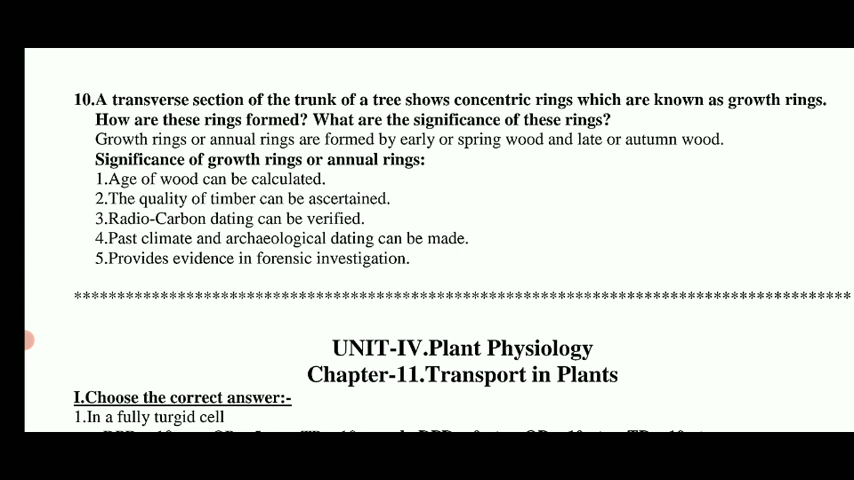 10.A transverse section of the trunk of a tree shows concentric rings which are known as growth rings.
How are these rings formed? What are the significance of these rings?
Growth rings or annual rings are formed by early or spring wood and late or autumn wood.
Significance of growth rings or annual rings:
1.Age of wood can be calculated.
2.The quality of timber can be ascertained.
3.Radio-Carbon dating can be verified.
4.Past climate and archaeological dating can be made.
5.Provides evidence in forensic investigation.
*****************************************************************************************
UNIT-IV.Plant Physiology
Chapter-11.Transport in Plants
I.Choose the correct answer:-
1.In a fully turgid cell